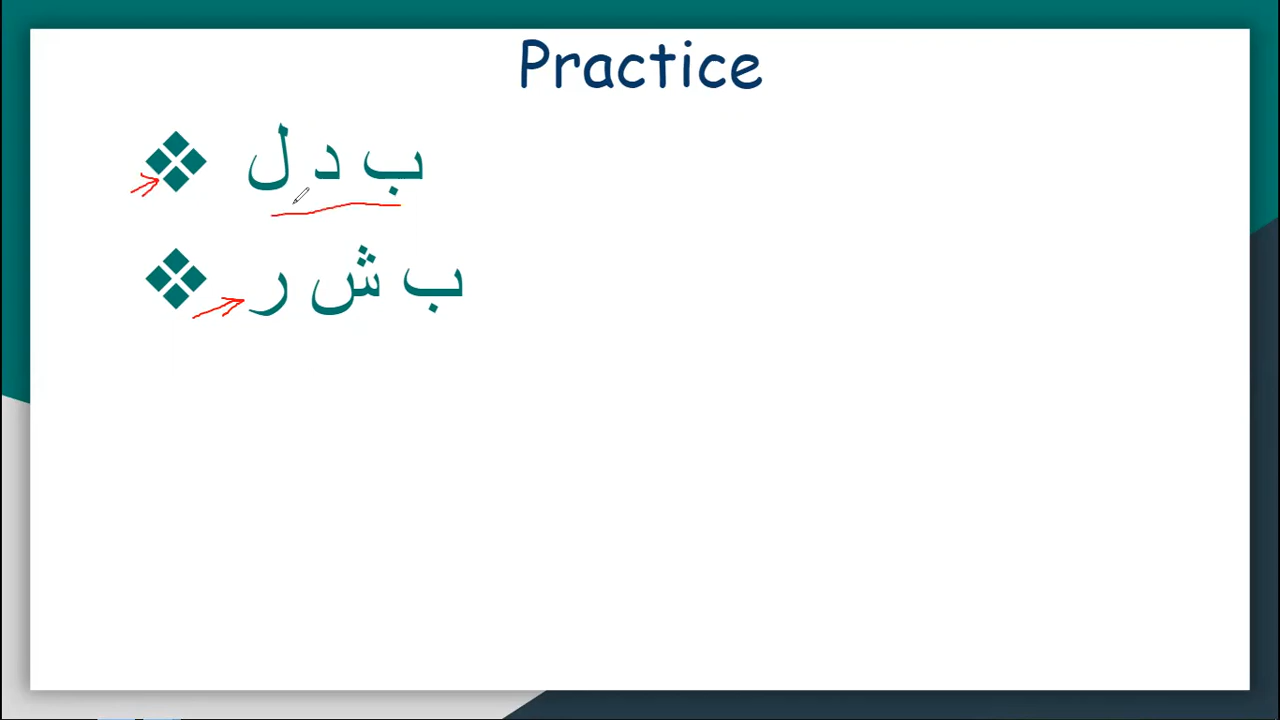 Practice
ب د ل
ب ش ر